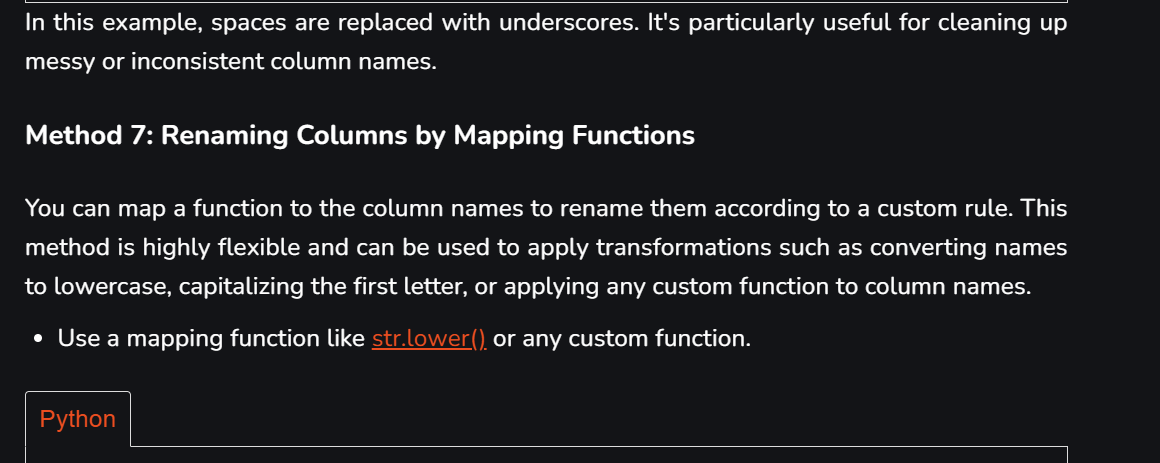 In this example, spaces are replaced with underscores. It's particularly useful for cleaning up
messy or inconsistent column names.
Method 7: Renaming Columns by Mapping Functions
You can map a function to the column names to rename them according to a custom rule. This
method is highly flexible and can be used to apply transformations such as converting names
to lowercase, capitalizing the first letter, or applying any custom function to column names.
• Use a mapping function like str.lower() or any custom function.
Python